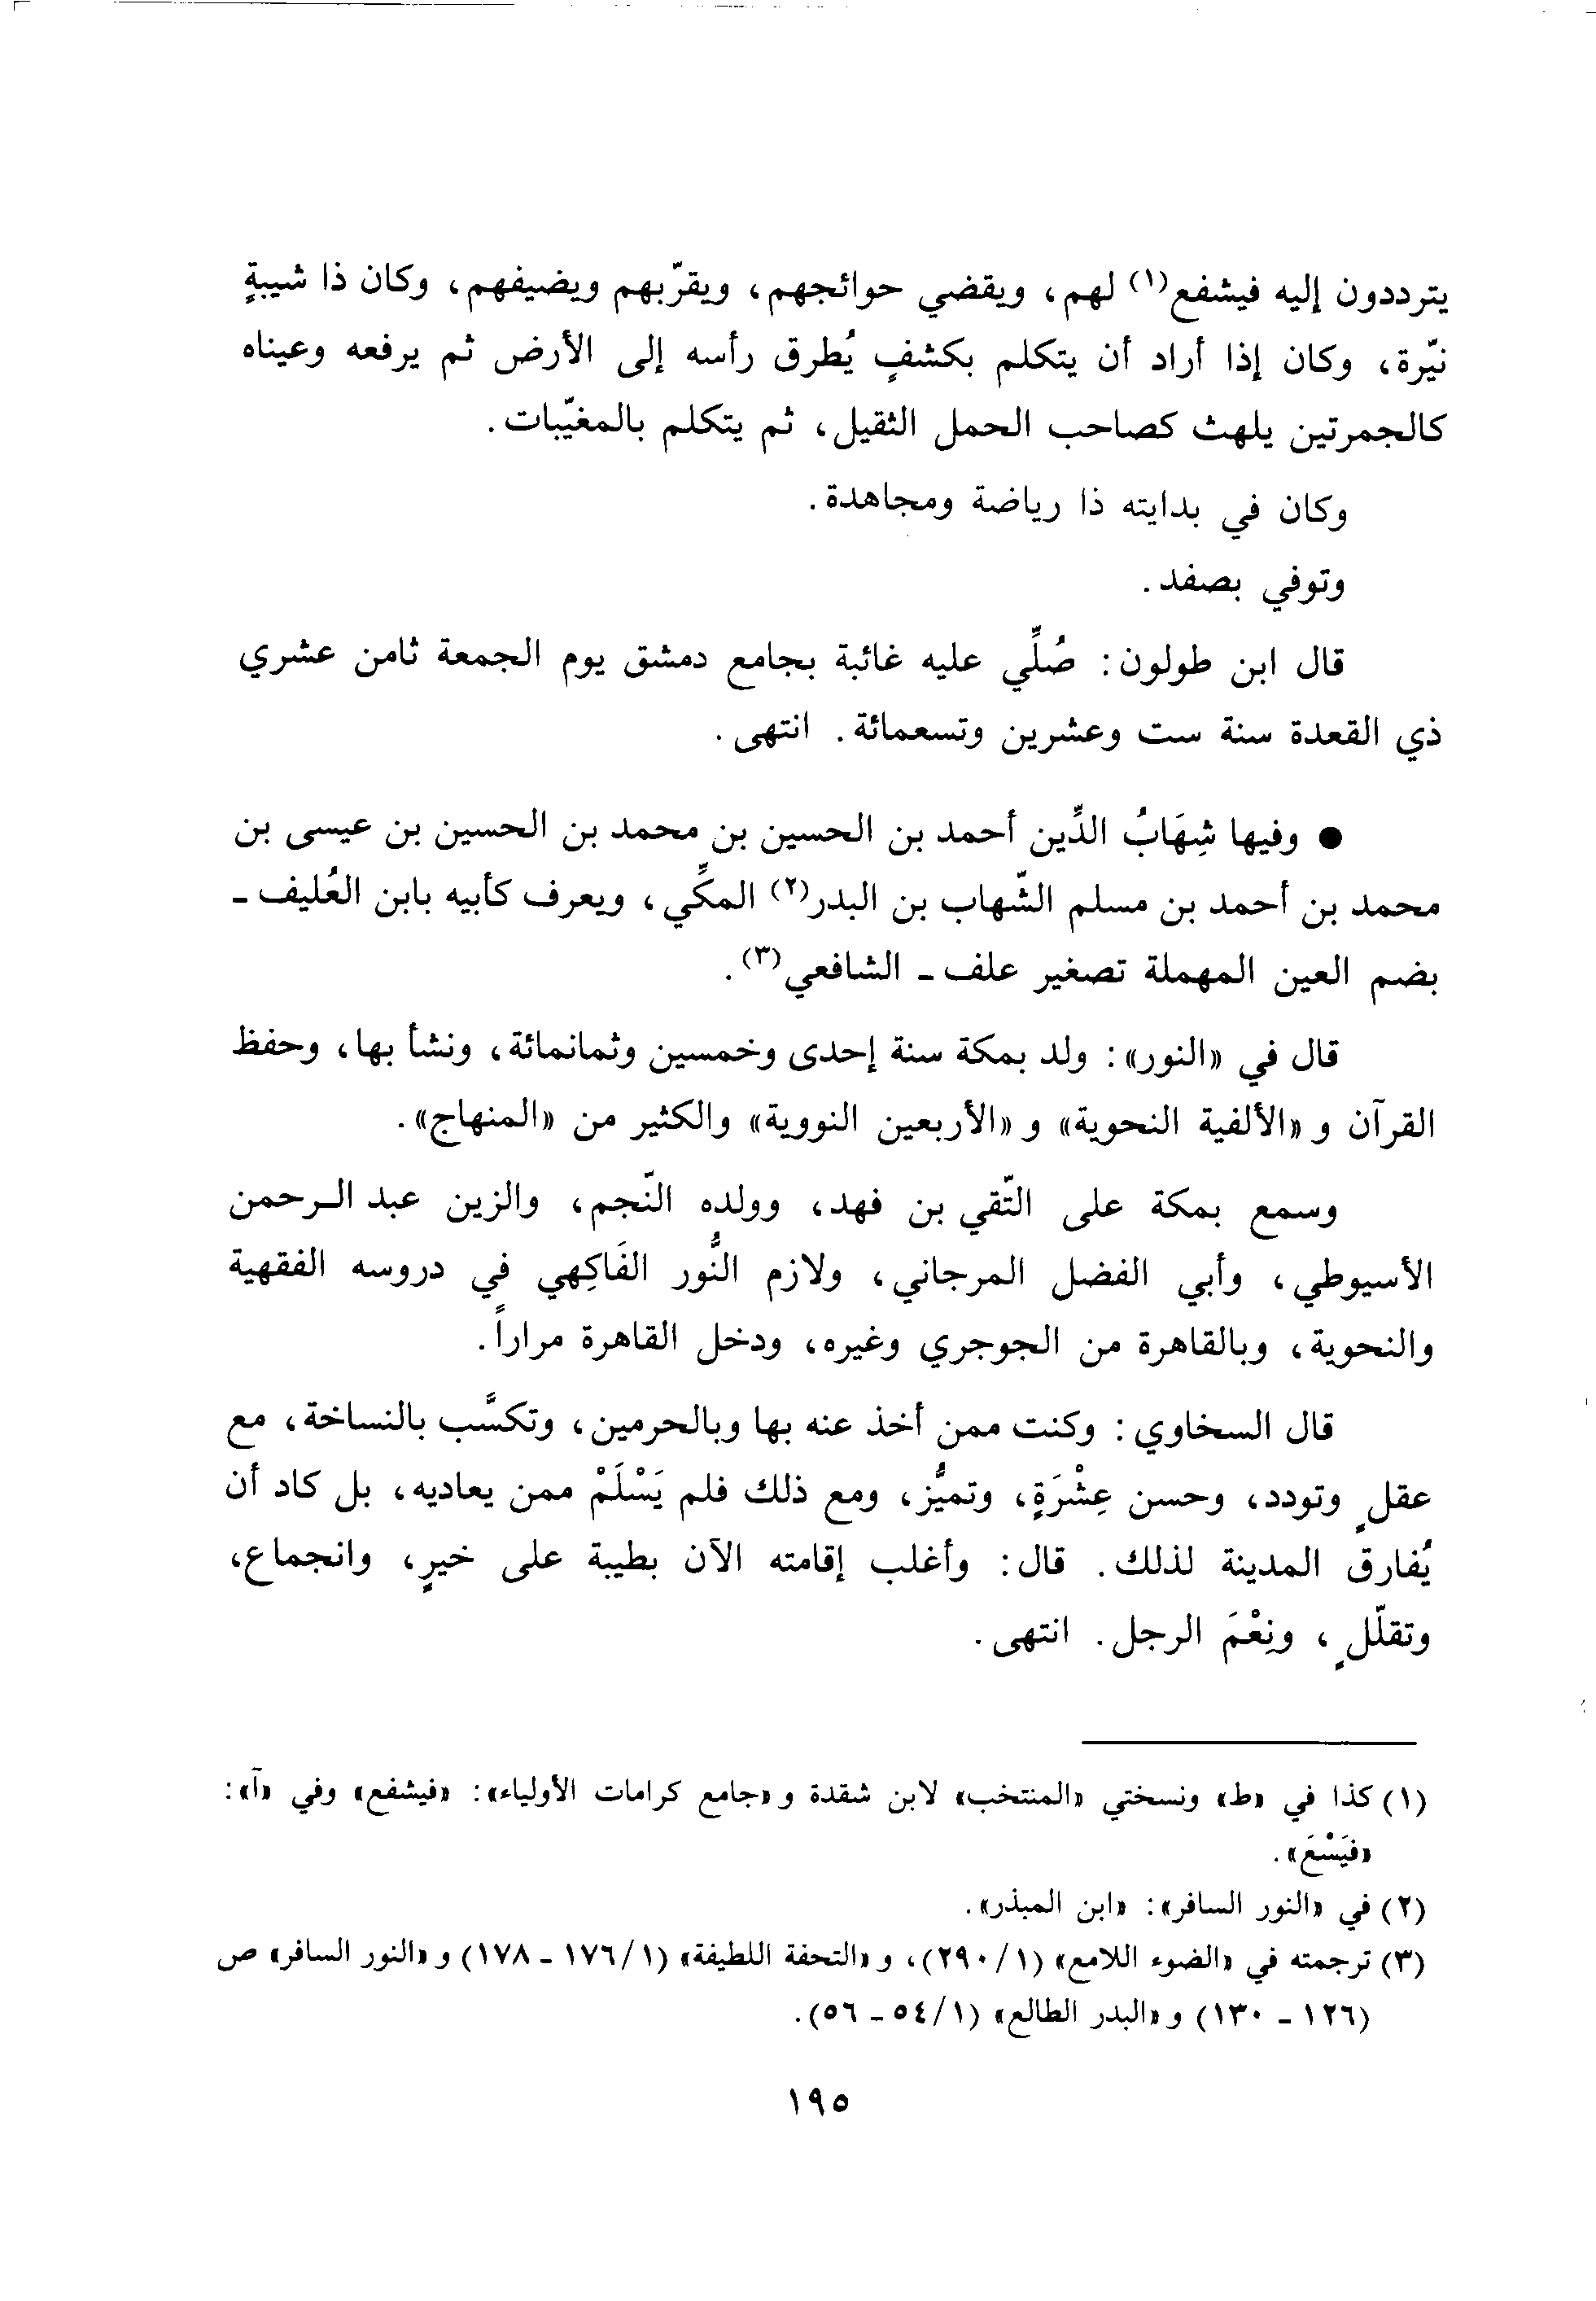 يترددون إليه فيشفع(١) لهم، ويقضي حوائجهم، ويقرّبهم ويضيفهم، وكان ذا شيبةٍ
نيّرة، وكان إذا أراد أن يتكلم بكشفٍ يُطرق رأسه إلى الأرض ثم يرفعه وعيناه
كالجمرتين يلهث كصاحب الحمل الثقيل، ثم يتكلم بالمغيّبات.
وكان في بدايته ذا رياضة ومجاهدة.
وتوفي بصفد.
قال ابن طولون: صُلِّي عليه غائبة بجامع دمشق يوم الجمعة ثامن عشري
ذي القعدة سنة ست وعشرين وتسعمائة. انتهى.
● وفيها شِهَابُ الدِّين أحمد بن الحسين بن محمد بن الحسين بن عيسى بن
محمد بن أحمد بن مسلم الشّهاب بن البدر(٢) المكِّي، ويعرف كأبيه بابن العُليف -
بضم العين المهملة تصغير علف - الشافعي(٣).
قال في «النور»: ولد بمكة سنة إحدى وخمسين وثمانمائة، ونشأ بها، وحفظ
القرآن و «الألفية النحوية» و «الأربعين النووية» والكثير من «المنهاج».
وسمع بمكة على التّقي بن فهد، وولده النّجم، والزين عبد الـرحمن
الأسيوطي، وأبي الفضل المرجاني، ولازم النُّور الفَاكِهي في دروسه الفقهية
والنحوية، وبالقاهرة من الجوجري وغيره، ودخل القاهرة مراراً.
قال السخاوي: وكنت ممن أخذ عنه بها وبالحرمين، وتكسَّب بالنساخة، مع
عقلٍ وتودد، وحسن عِشْرَةٍ، وتميُّز، ومع ذلك فلم يَسْلَمْ ممن يعاديه، بل كاد أن
يُفارق المدينة لذلك. قال: وأغلب إقامته الآن بطيبة على خيرٍ، وانجماع،
وتقلّلٍ، ونِعْمَ الرجل. انتهى.
(١) كذا في «ط» ونسختي «المنتخب» لابن شقدة و «جامع كرامات الأولياء»: «فيشفع» وفي «آ»:
«فيَسْعَ».
(٢) في «النور السافر»: «ابن المبذر».
(٣) ترجمته في «الضوء اللامع» (١/ ٢٩٠)، و «التحفة اللطيفة» (١/ ١٧٦ - ١٧٨) و «النور السافر» ص
(١٢٦ - ١٣٠) و «البدر الطالع» (١/ ٥٤ - ٥٦).
١٩٥